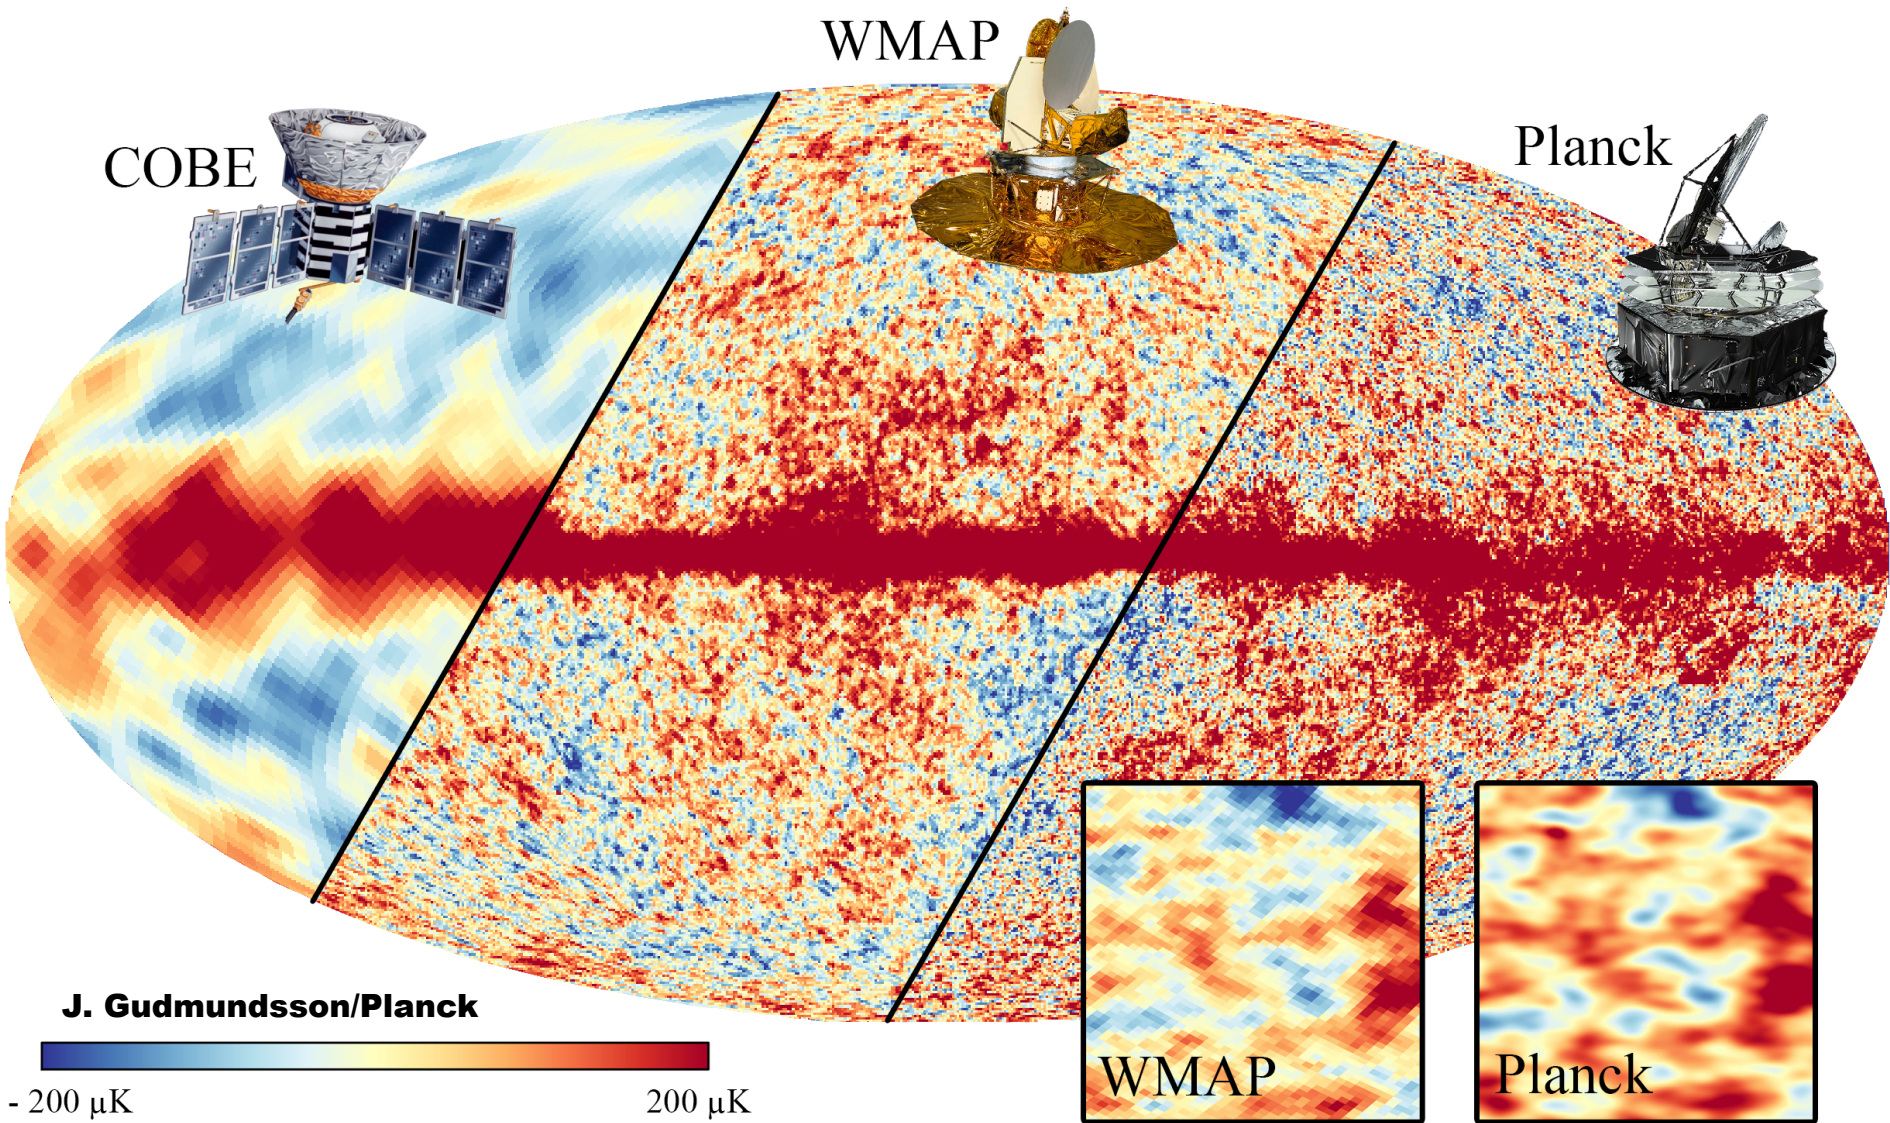 WMAP
COBE
Planck
J. Gudmundsson/Planck
- 200 µK
200 µK
WMAP
Planck